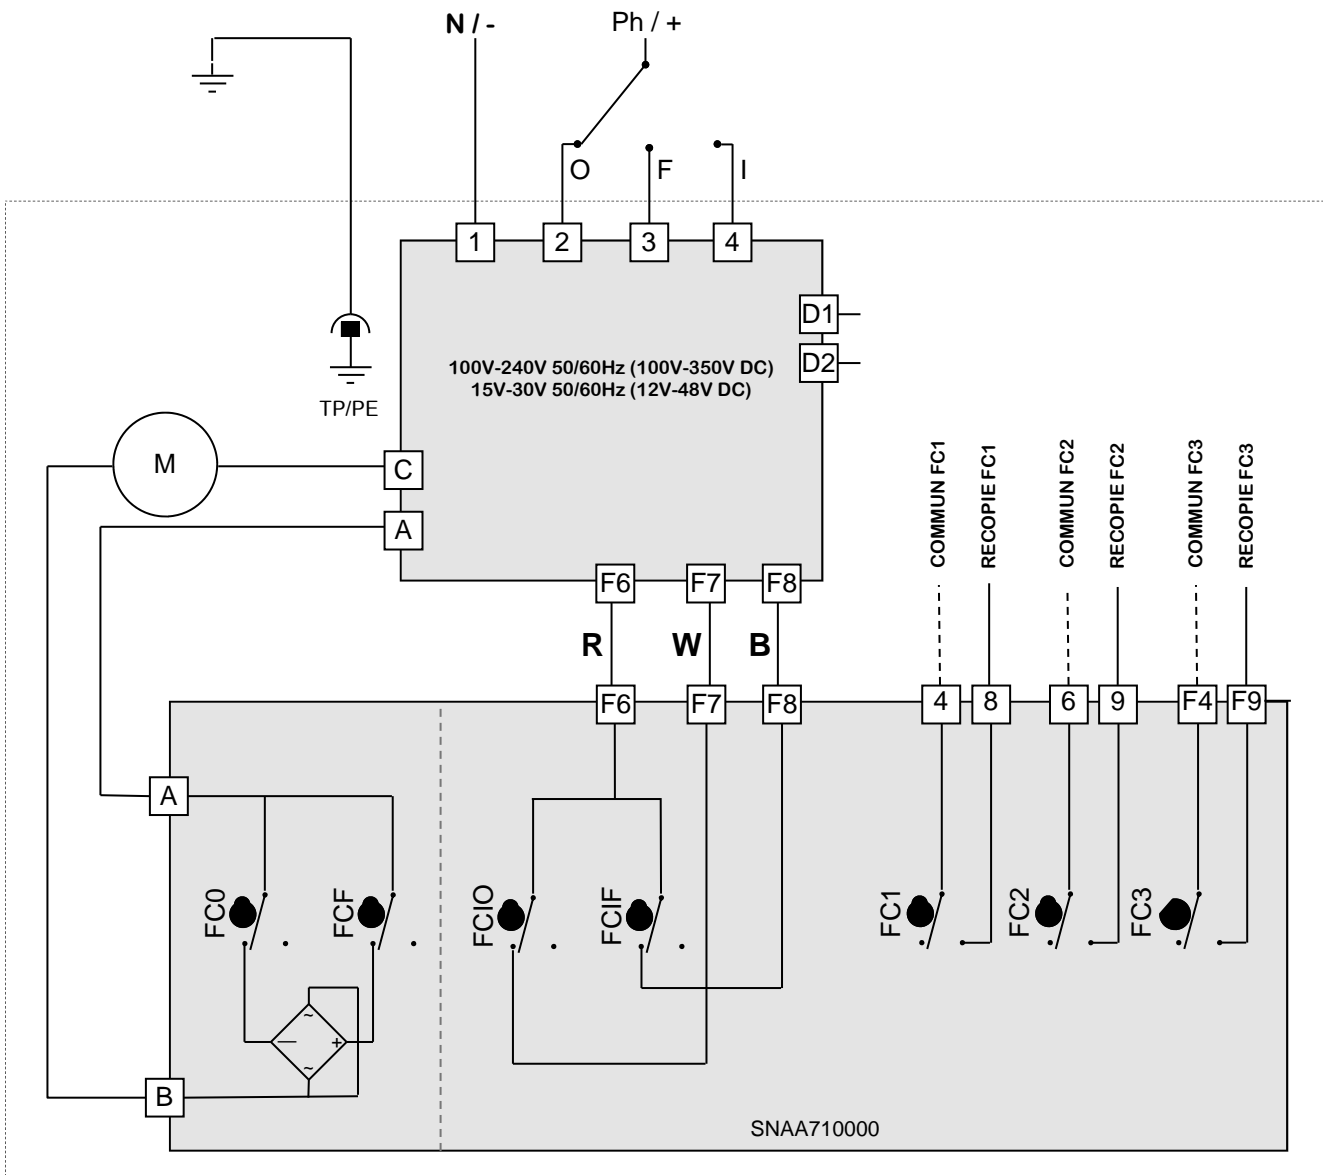 N / -
Ph / +
O
F
I
1
2
3
4
D1
D2
100V-240V 50/60Hz (100V-350V DC)
15V-30V 50/60Hz (12V-48V DC)
TP/PE
M
C
A
F6
F7
F8
R
W
B
COMMUN FC1
RECOPIE FC1
COMMUN FC2
RECOPIE FC2
COMMUN FC3
RECOPIE FC3
F6
F7
F8
4
8
6
9
F4
F9
A
FC0
FCF
FCIO
FCIF
FC1
FC2
FC3
~
—
+
~
B
SNAA710000